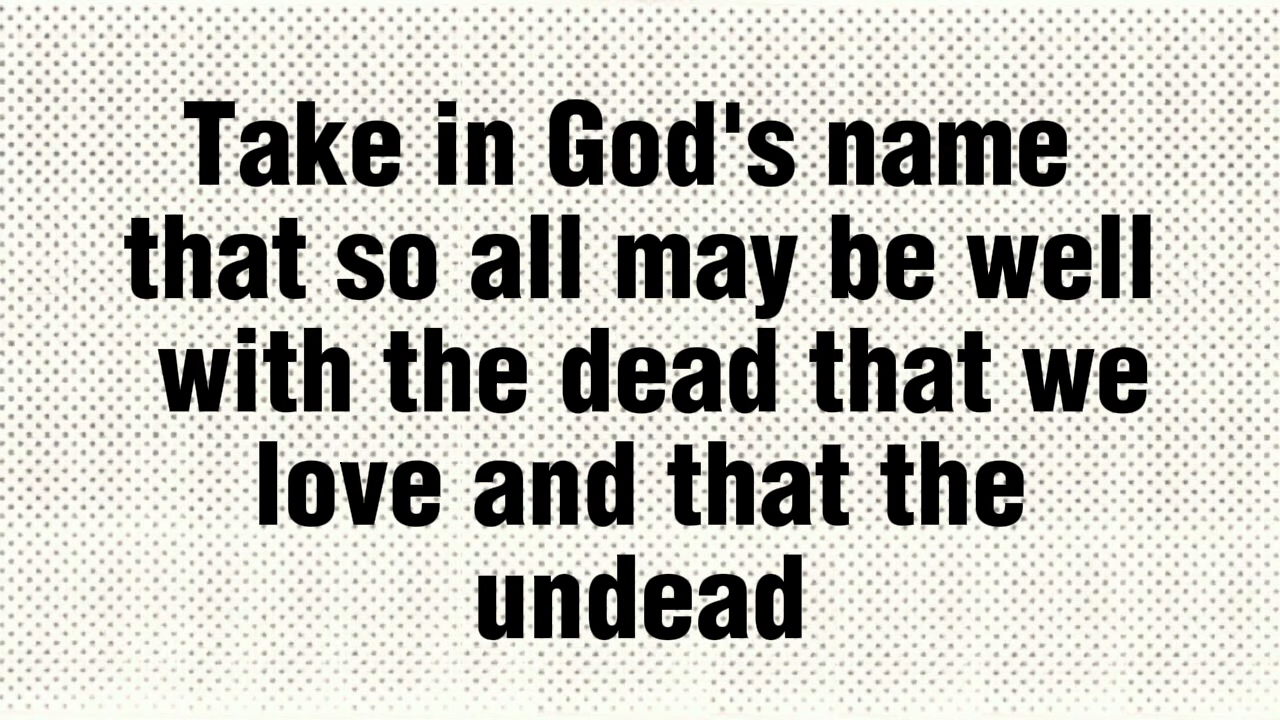 Take in God's name
that so all may be well
with the dead that we
love and that the
undead